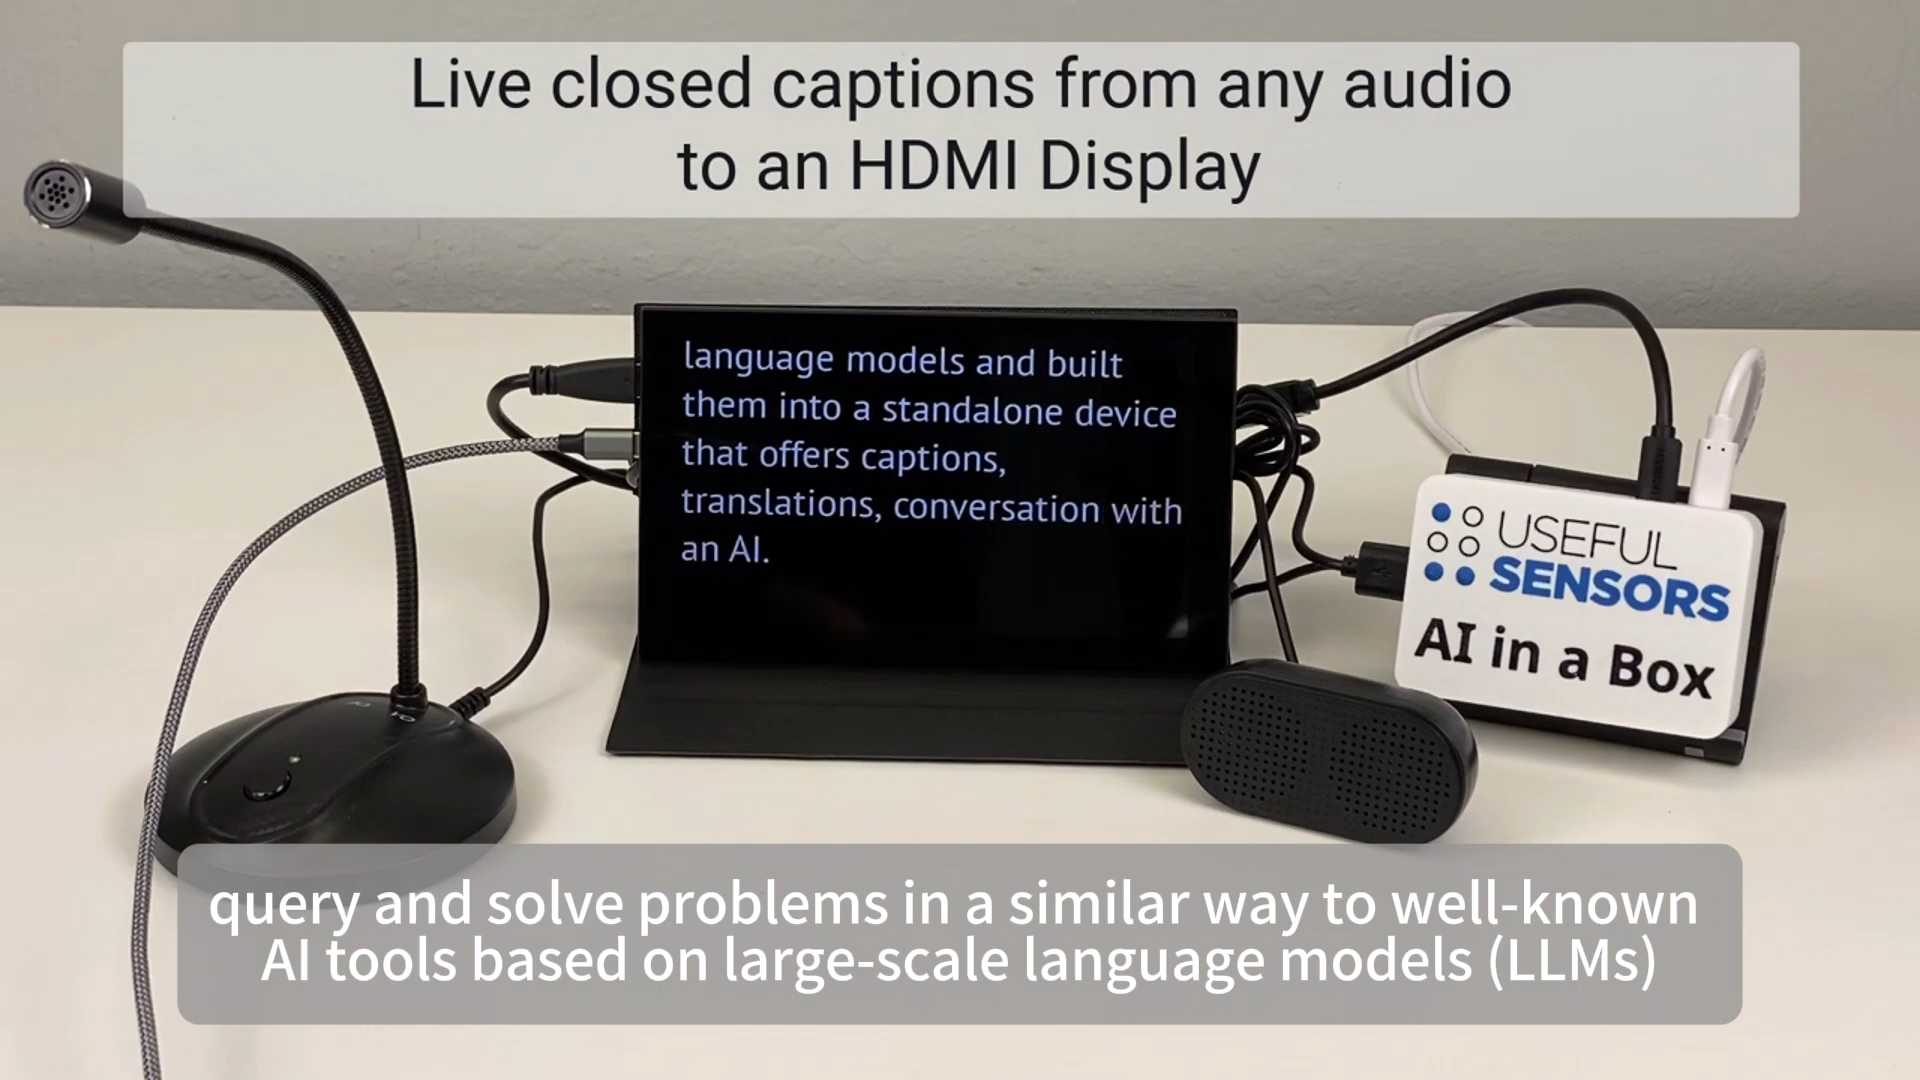 Live closed captions from any audio
to an HDMI Display
language models and built
them into a standalone device
that offers captions,
translations, conversation with
an AI.
USEFUL
SENSORS
AI in a Box
query and solve problems in a similar way to well-known
AI tools based on large-scale language models (LLMs)